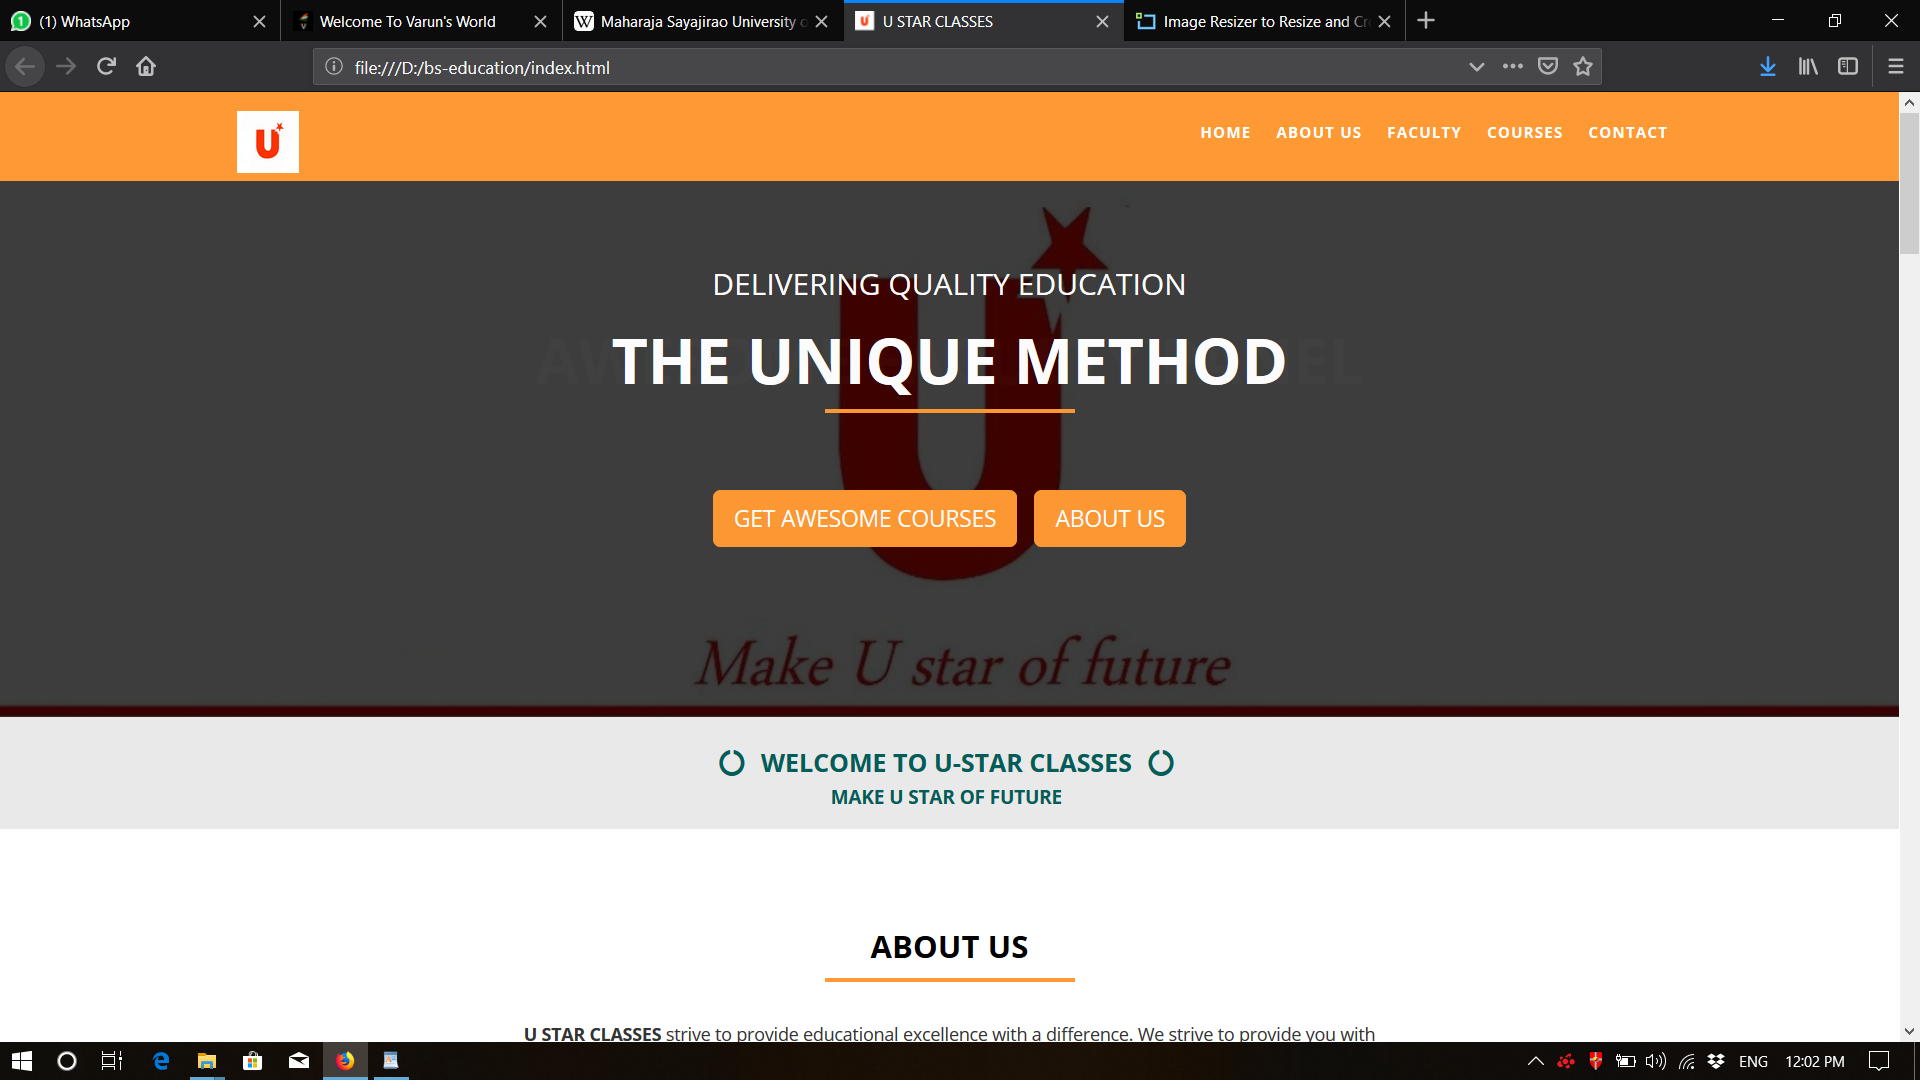 (1) WhatsApp
Welcome To Varun's World
Maharaja Sayajirao University o
U STAR CLASSES
Image Resizer to Resize and Cr
file:///D:/bs-education/index.html
U
HOME ABOUT US FACULTY COURSES CONTACT
DELIVERING QUALITY EDUCATION
THE UNIQUE METHOD
GET AWESOME COURSES ABOUT US
Make U star of future
WELCOME TO U-STAR CLASSES
MAKE U STAR OF FUTURE
ABOUT US
U STAR CLASSES strive to provide educational excellence with a difference. We strive to provide you with
ENG 12:02 PM